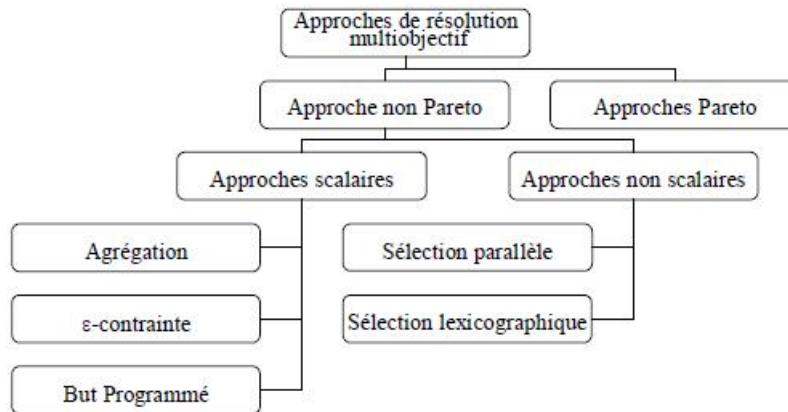 Approches de résolution
multiobjectif
Approche non Pareto
Approches Pareto
Approches scalaires
Approches non scalaires
Agrégation
Sélection parallèle
ε-contrainte
Sélection lexicographique
But Programmé